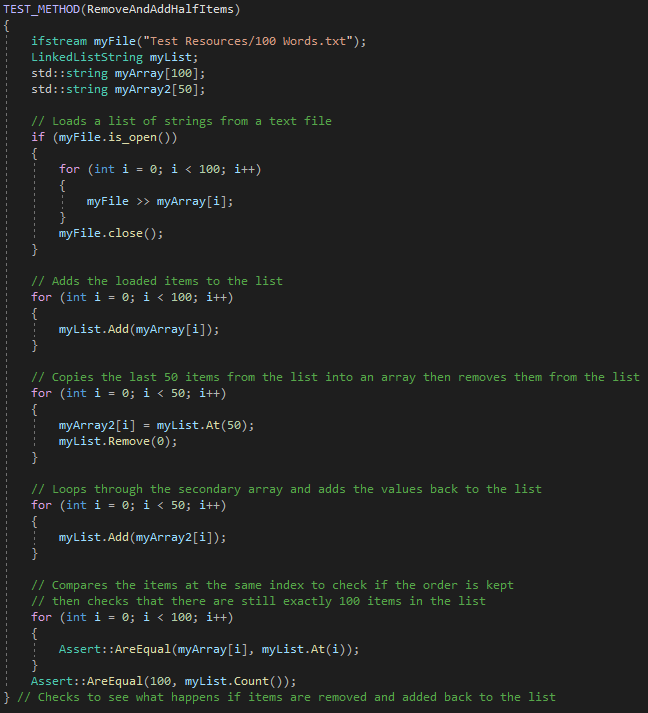 TEST_METHOD(RemoveAndAddHalfItems)
{
    ifstream myFile("Test Resources/100 Words.txt");
    LinkedListString myList;
    std::string myArray[100];
    std::string myArray2[50];

    // Loads a list of strings from a text file
    if (myFile.is_open())
    {
        for (int i = 0; i < 100; i++)
        {
            myFile >> myArray[i];
        }
        myFile.close();
    }

    // Adds the loaded items to the list
    for (int i = 0; i < 100; i++)
    {
        myList.Add(myArray[i]);
    }

    // Copies the last 50 items from the list into an array then removes them from the list
    for (int i = 0; i < 50; i++)
    {
        myArray2[i] = myList.At(50);
        myList.Remove(0);
    }

    // Loops through the secondary array and adds the values back to the list
    for (int i = 0; i < 50; i++)
    {
        myList.Add(myArray2[i]);
    }

    // Compares the items at the same index to check if the order is kept
    // then checks that there are still exactly 100 items in the list
    for (int i = 0; i < 100; i++)
    {
        Assert::AreEqual(myArray[i], myList.At(i));
    }
    Assert::AreEqual(100, myList.Count());
} // Checks to see what happens if items are removed and added back to the list